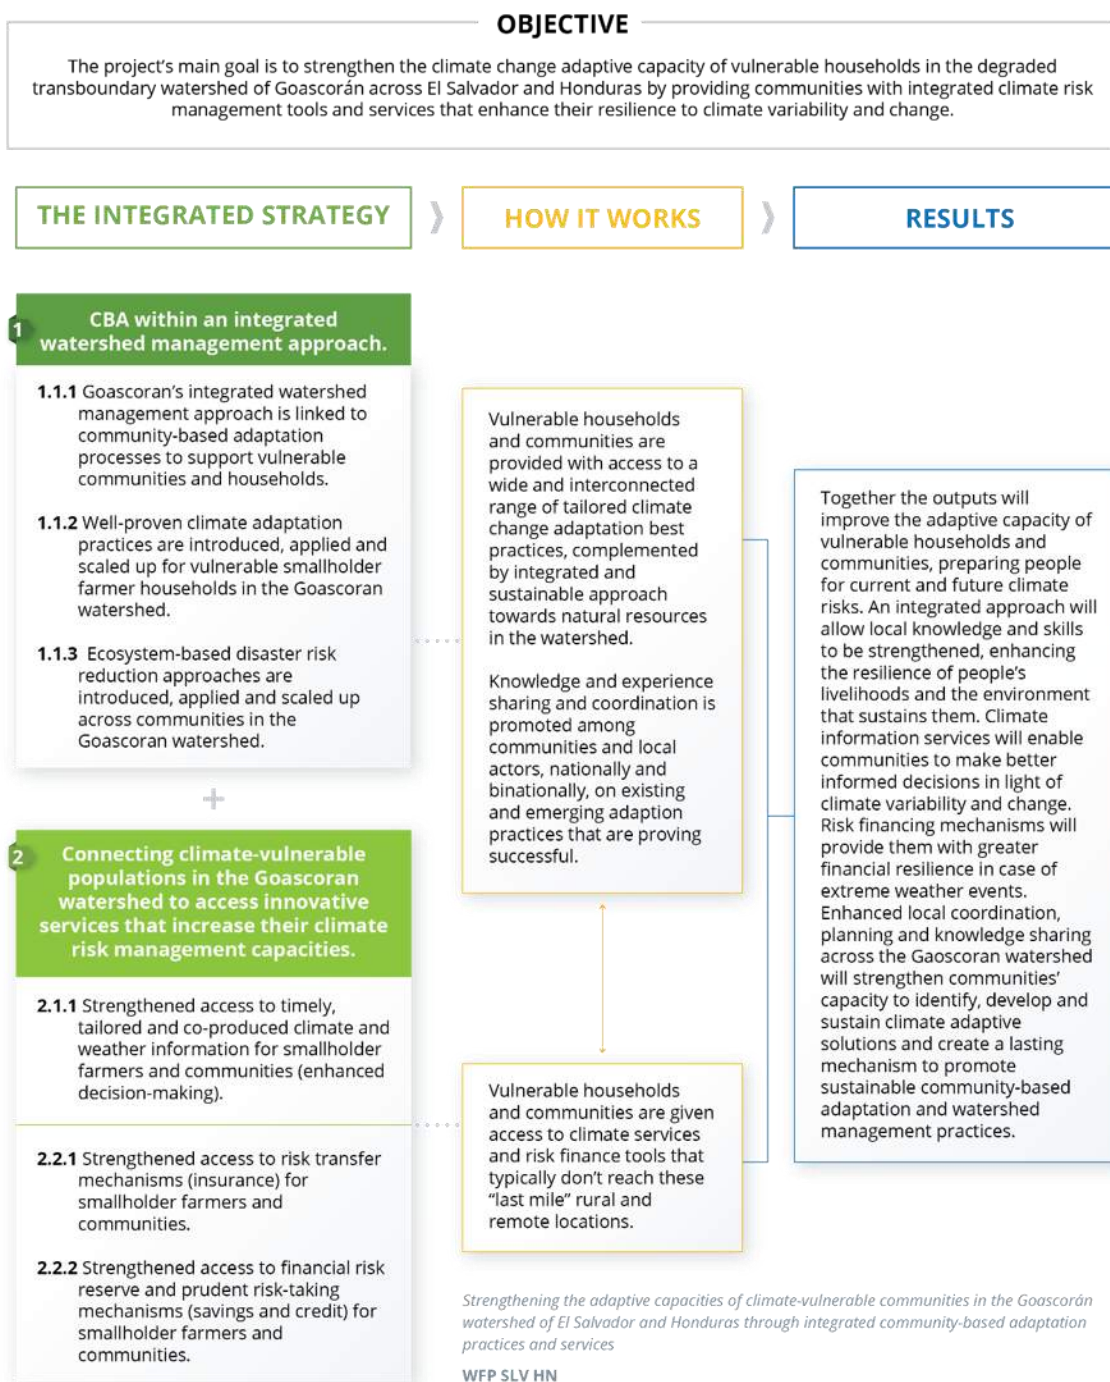 OBJECTIVE
The project's main goal is to strengthen the climate change adaptive capacity of vulnerable households in the degraded
transboundary watershed of Goascorán across El Salvador and Honduras by providing communities with integrated climate risk
management tools and services that enhance their resilience to climate variability and change.
THE INTEGRATED STRATEGY
HOW IT WORKS
RESULTS
1
CBA within an integrated
watershed management approach.
1.1.1 Goascoran's integrated watershed
management approach is linked to
community-based adaptation
processes to support vulnerable
communities and households.
1.1.2 Well-proven climate adaptation
practices are introduced, applied and
scaled up for vulnerable smallholder
farmer households in the Goascoran
watershed.
1.1.3 Ecosystem-based disaster risk
reduction approaches are
introduced, applied and scaled up
across communities in the
Goascoran watershed.
+
2
Connecting climate-vulnerable
populations in the Goascoran
watershed to access innovative
services that increase their climate
risk management capacities.
2.1.1 Strengthened access to timely,
tailored and co-produced climate and
weather information for smallholder
farmers and communities (enhanced
decision-making).
2.2.1 Strengthened access to risk transfer
mechanisms (insurance) for
smallholder farmers and
communities.
2.2.2 Strengthened access to financial risk
reserve and prudent risk-taking
mechanisms (savings and credit) for
smallholder farmers and
communities.
Vulnerable households
and communities are
provided with access to a
wide and interconnected
range of tailored climate
change adaptation best
practices, complemented
by integrated and
sustainable approach
towards natural resources
in the watershed.
Knowledge and experience
sharing and coordination is
promoted among
communities and local
actors, nationally and
binationally, on existing
and emerging adaption
practices that are proving
successful.
Vulnerable households
and communities are given
access to climate services
and risk finance tools that
typically don't reach these
"last mile" rural and
remote locations.
Together the outputs will
improve the adaptive capacity of
vulnerable households and
communities, preparing people
for current and future climate
risks. An integrated approach will
allow local knowledge and skills
to be strengthened, enhancing
the resilience of people's
livelihoods and the environment
that sustains them. Climate
information services will enable
communities to make better
informed decisions in light of
climate variability and change.
Risk financing mechanisms will
provide them with greater
financial resilience in case of
extreme weather events.
Enhanced local coordination,
planning and knowledge sharing
across the Gaoscoran watershed
will strengthen communities'
capacity to identify, develop and
sustain climate adaptive
solutions and create a lasting
mechanism to promote
sustainable community-based
adaptation and watershed
management practices.
Strengthening the adaptive capacities of climate-vulnerable communities in the Goascorán
watershed of El Salvador and Honduras through integrated community-based adaptation
practices and services
WFP SLV HN